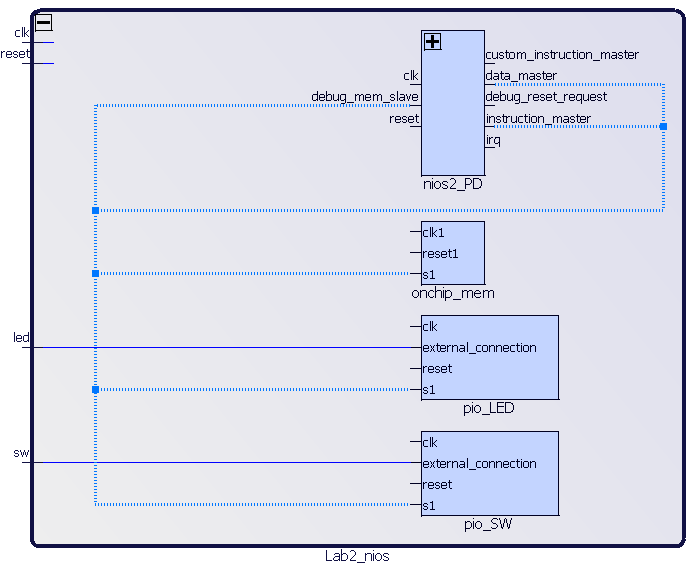 clk
reset
custom_instruction_master
clk
data_master
debug_mem_slave
debug_reset_request
reset
instruction_master
irq
nios2_PD
clk1
reset1
s1
onchip_mem
clk
led
external_connection
reset
s1
pio_LED
clk
sw
external_connection
reset
s1
pio_SW
Lab2_nios